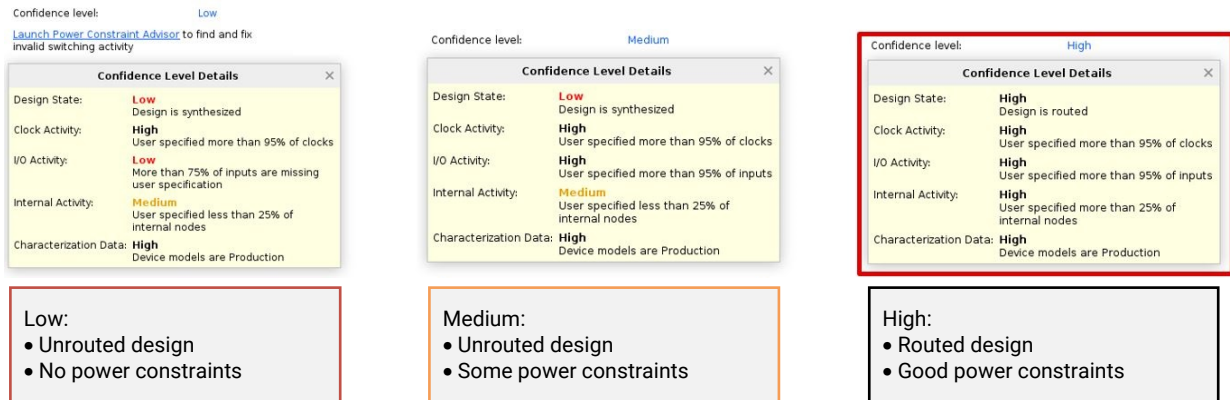 Confidence level: Low
Launch Power Constraint Advisor to find and fix
invalid switching activity
Confidence Level Details ×
Design State: Low
Design is synthesized
Clock Activity: High
User specified more than 95% of clocks
I/O Activity: Low
More than 75% of inputs are missing
user specification
Internal Activity: Medium
User specified less than 25% of
internal nodes
Characterization Data: High
Device models are Production
Low:
• Unrouted design
• No power constraints
Confidence level: Medium
Confidence Level Details ×
Design State: Low
Design is synthesized
Clock Activity: High
User specified more than 95% of clocks
I/O Activity: High
User specified more than 95% of inputs
Internal Activity: Medium
User specified less than 25% of
internal nodes
Characterization Data: High
Device models are Production
Medium:
• Unrouted design
• Some power constraints
Confidence level: High
Confidence Level Details ×
Design State: High
Design is routed
Clock Activity: High
User specified more than 95% of clocks
I/O Activity: High
User specified more than 95% of inputs
Internal Activity: High
User specified more than 25% of
internal nodes
Characterization Data: High
Device models are Production
High:
• Routed design
• Good power constraints